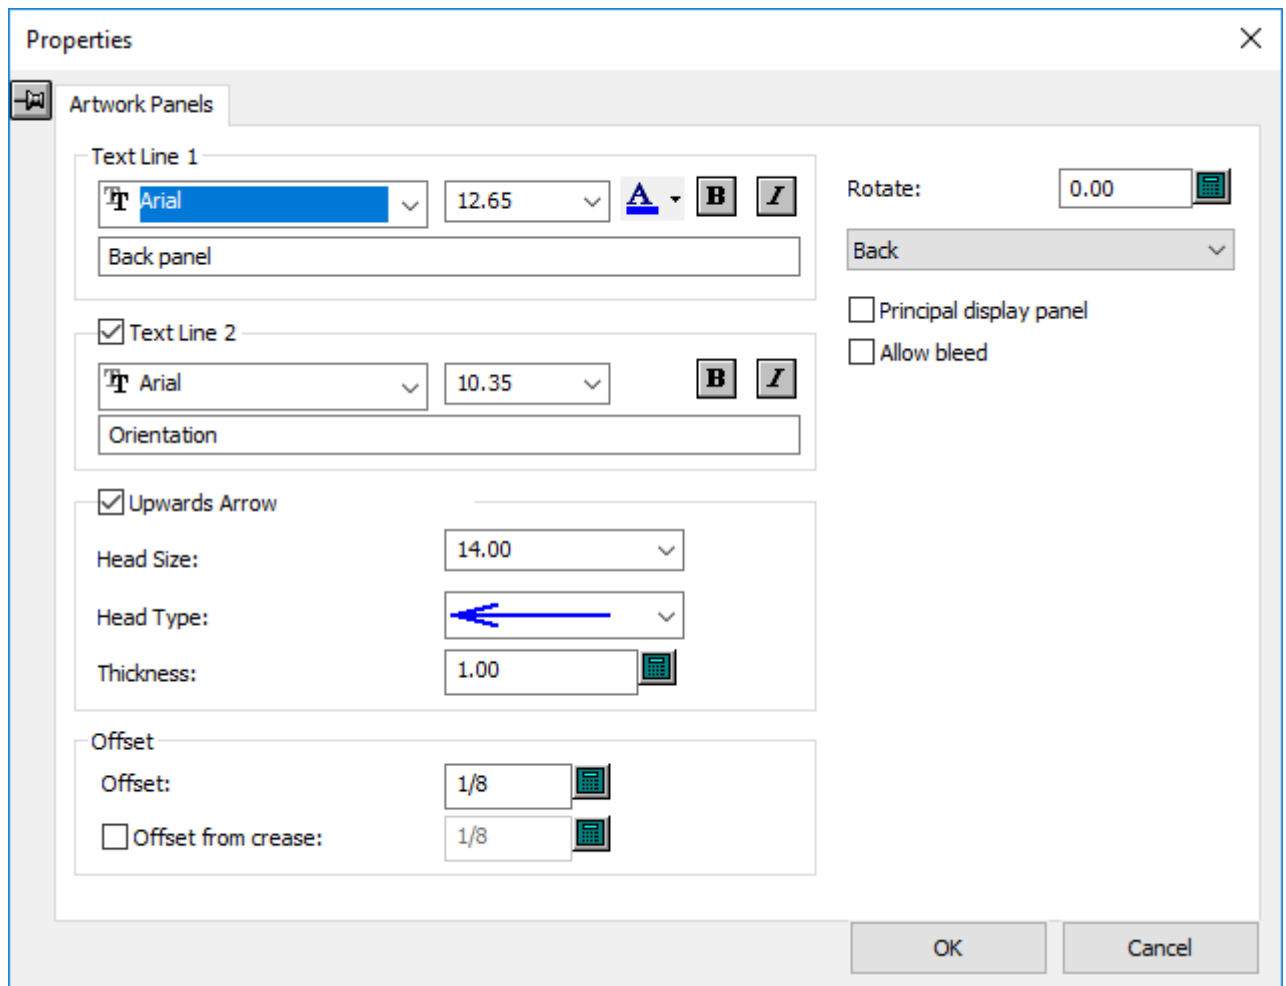 Properties
Artwork Panels
Text Line 1
Arial 12.65 A B I
Back panel
Rotate: 0.00
Back
Principal display panel
Allow bleed
Text Line 2
Arial 10.35 B I
Orientation
Upwards Arrow
Head Size: 14.00
Head Type:
Thickness: 1.00
Offset
Offset: 1/8
Offset from crease: 1/8
OK Cancel